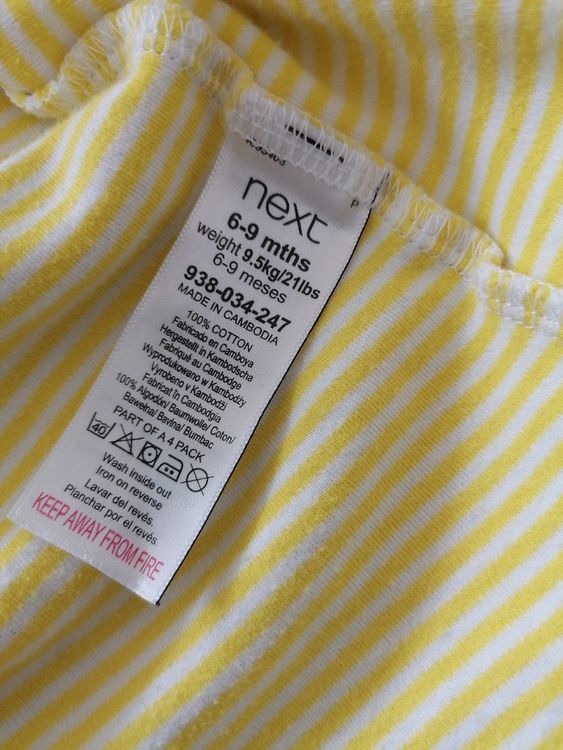 P
next
6-9 mths
weight 9.5kg/21lbs
6-9 meses
938-034-247
MADE IN CAMBODIA
100% COTTON
Fabricado en Camboya
Hergestellt in Kambodscha
Fabriqué au Cambodge
Wyprodukowano w Kambodży
Vyrobeno v Kambodži
Fabricat în Cambodgia
100% Algodón/ Baumwolle/ Coton/
Bawełna/ Bavlna/ Bumbac
PART OF A 4 PACK
40
Wash inside out
Iron on reverse
Lavar del revés.
Planchar por el revés.
KEEP AWAY FROM FIRE